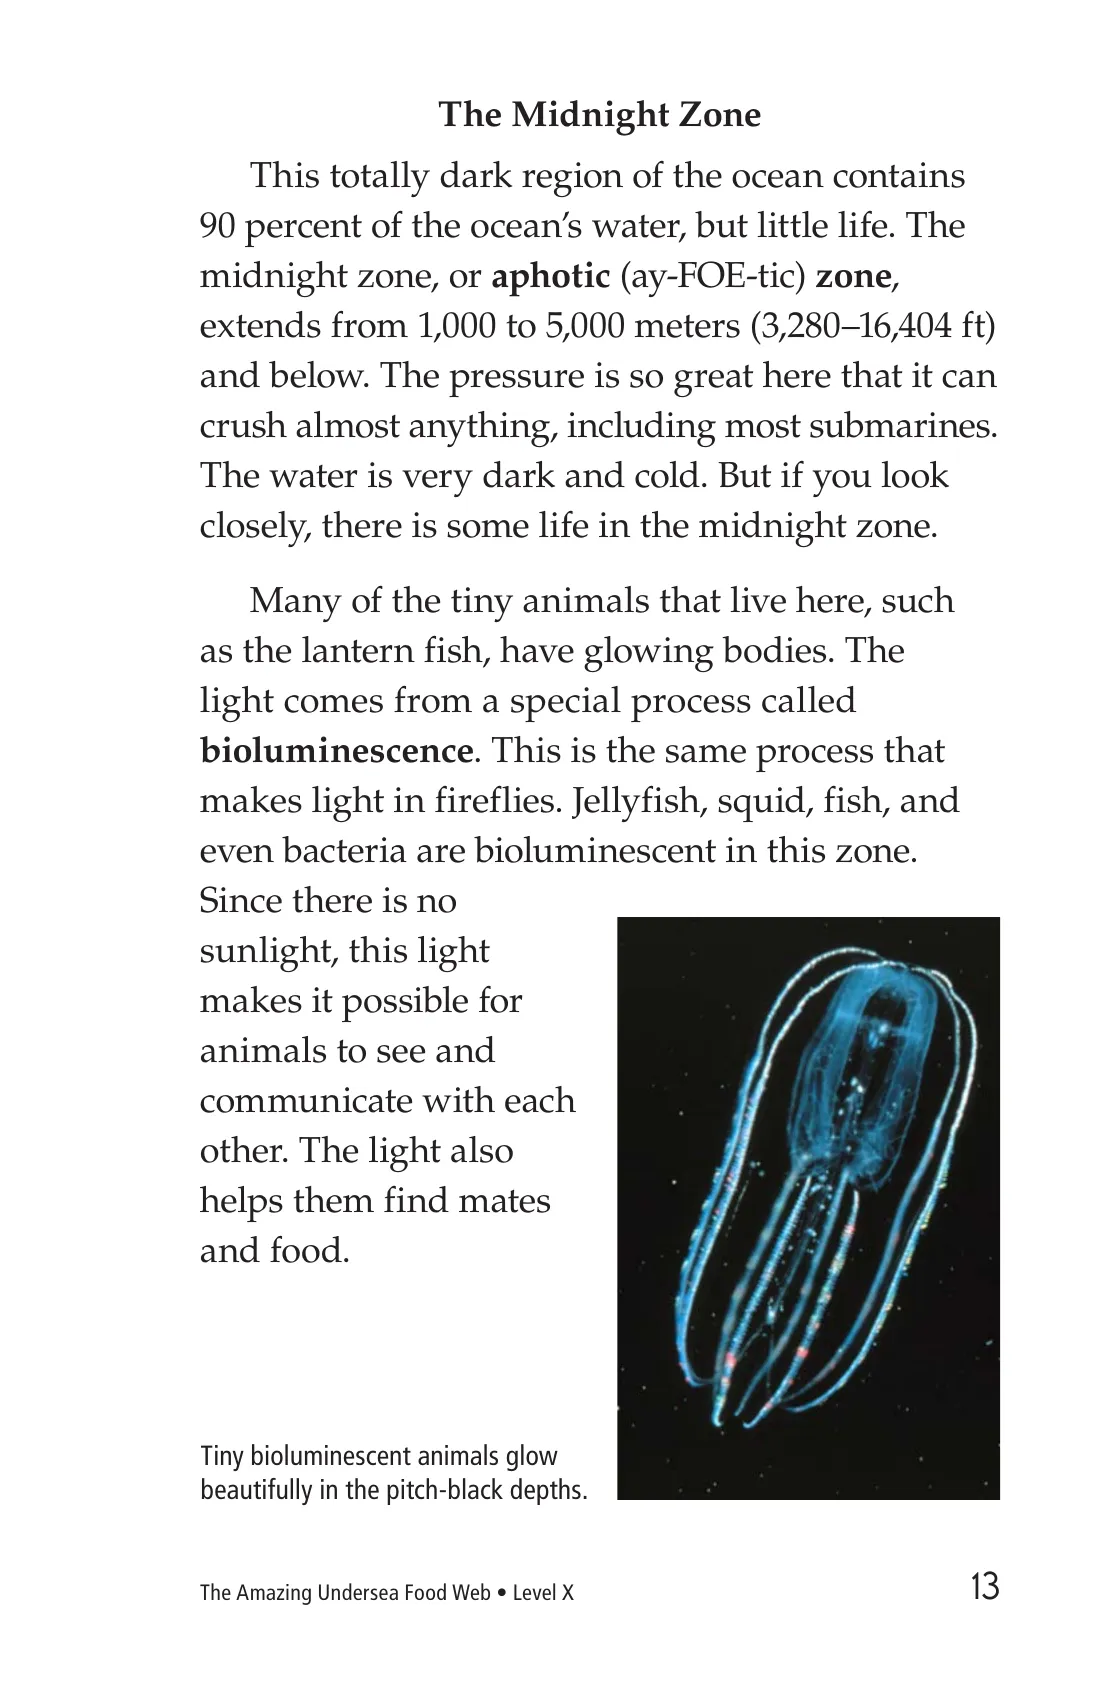 The Midnight Zone
This totally dark region of the ocean contains
90 percent of the ocean’s water, but little life. The
midnight zone, or aphotic (ay-FOE-tic) zone,
extends from 1,000 to 5,000 meters (3,280–16,404 ft)
and below. The pressure is so great here that it can
crush almost anything, including most submarines.
The water is very dark and cold. But if you look
closely, there is some life in the midnight zone.
Many of the tiny animals that live here, such
as the lantern fish, have glowing bodies. The
light comes from a special process called
bioluminescence. This is the same process that
makes light in fireflies. Jellyfish, squid, fish, and
even bacteria are bioluminescent in this zone.
Since there is no
sunlight, this light
makes it possible for
animals to see and
communicate with each
other. The light also
helps them find mates
and food.
Tiny bioluminescent animals glow
beautifully in the pitch-black depths.
The Amazing Undersea Food Web • Level X
13